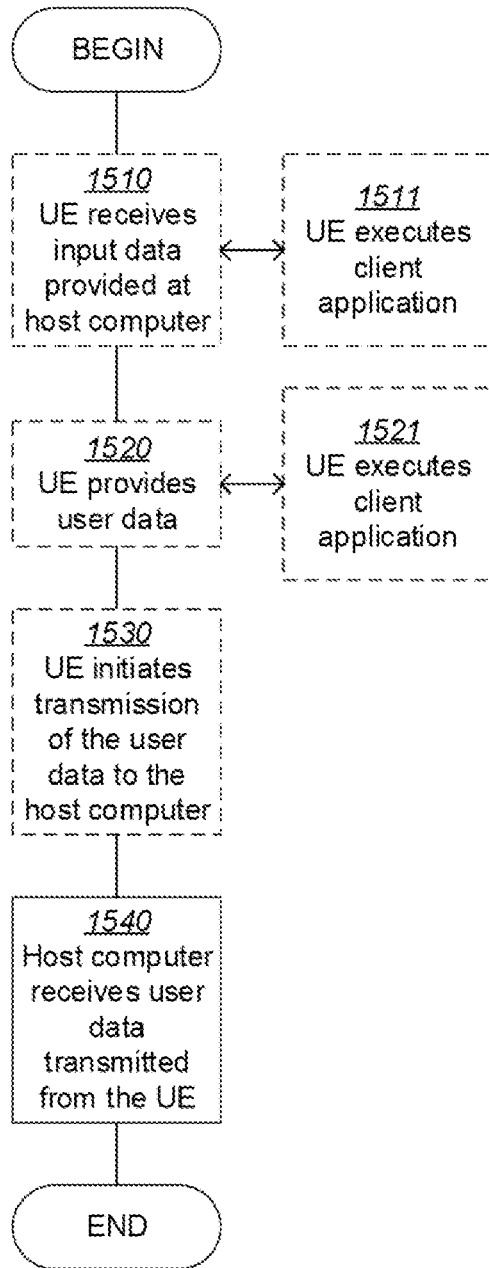 BEGIN
1510
UE receives
input data
provided at
host computer
1511
UE executes
client
application
1520
UE provides
user data
1521
UE executes
client
application
1530
UE initiates
transmission
of the user
data to the
host computer
1540
Host computer
receives user
data
transmitted
from the UE
END